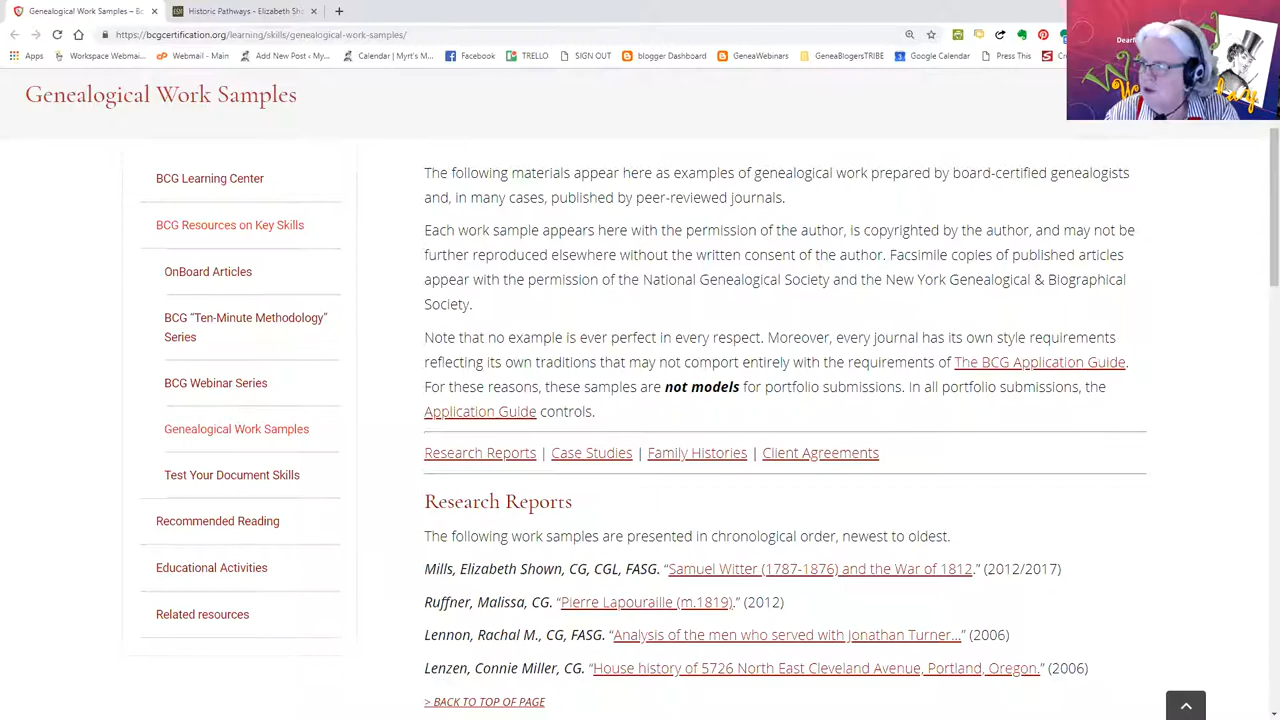 Genealogical Work Samples – Bc
Historic Pathways - Elizabeth Sho
https://bcgcertification.org/learning/skills/genealogical-work-samples/
Apps
Workspace Webmai...
Webmail - Main
Add New Post ‹ My...
Calendar | Myrt's M...
Facebook
TRELLO
SIGN OUT
blogger Dashboard
GeneaWebinars
GeneaBlogersTRIBE
Google Calendar
Press This
Genealogical Work Samples
BCG Learning Center
BCG Resources on Key Skills
OnBoard Articles
BCG “Ten-Minute Methodology”
Series
BCG Webinar Series
Genealogical Work Samples
Test Your Document Skills
Recommended Reading
Educational Activities
Related resources
The following materials appear here as examples of genealogical work prepared by board-certified genealogists
and, in many cases, published by peer-reviewed journals.
Each work sample appears here with the permission of the author, is copyrighted by the author, and may not be
further reproduced elsewhere without the written consent of the author. Facsimile copies of published articles
appear with the permission of the National Genealogical Society and the New York Genealogical & Biographical
Society.
Note that no example is ever perfect in every respect. Moreover, every journal has its own style requirements
reflecting its own traditions that may not comport entirely with the requirements of The BCG Application Guide.
For these reasons, these samples are not models for portfolio submissions. In all portfolio submissions, the
Application Guide controls.
Research Reports | Case Studies | Family Histories | Client Agreements
Research Reports
The following work samples are presented in chronological order, newest to oldest.
Mills, Elizabeth Shown, CG, CGL, FASG. “Samuel Witter (1787-1876) and the War of 1812.” (2012/2017)
Ruffner, Malissa, CG. “Pierre Lapouraille (m.1819).” (2012)
Lennon, Rachal M., CG, FASG. “Analysis of the men who served with Jonathan Turner...” (2006)
Lenzen, Connie Miller, CG. “House history of 5726 North East Cleveland Avenue, Portland, Oregon.” (2006)
> BACK TO TOP OF PAGE